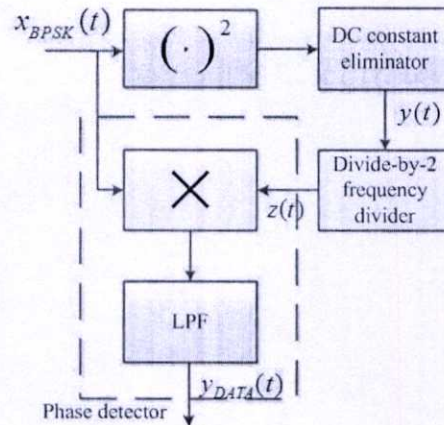 x_BPSK(t)
(·)²
DC constant
eliminator
y(t)
×
z(t)
Divide-by-2
frequency
divider
LPF
y_DATA(t)
Phase detector